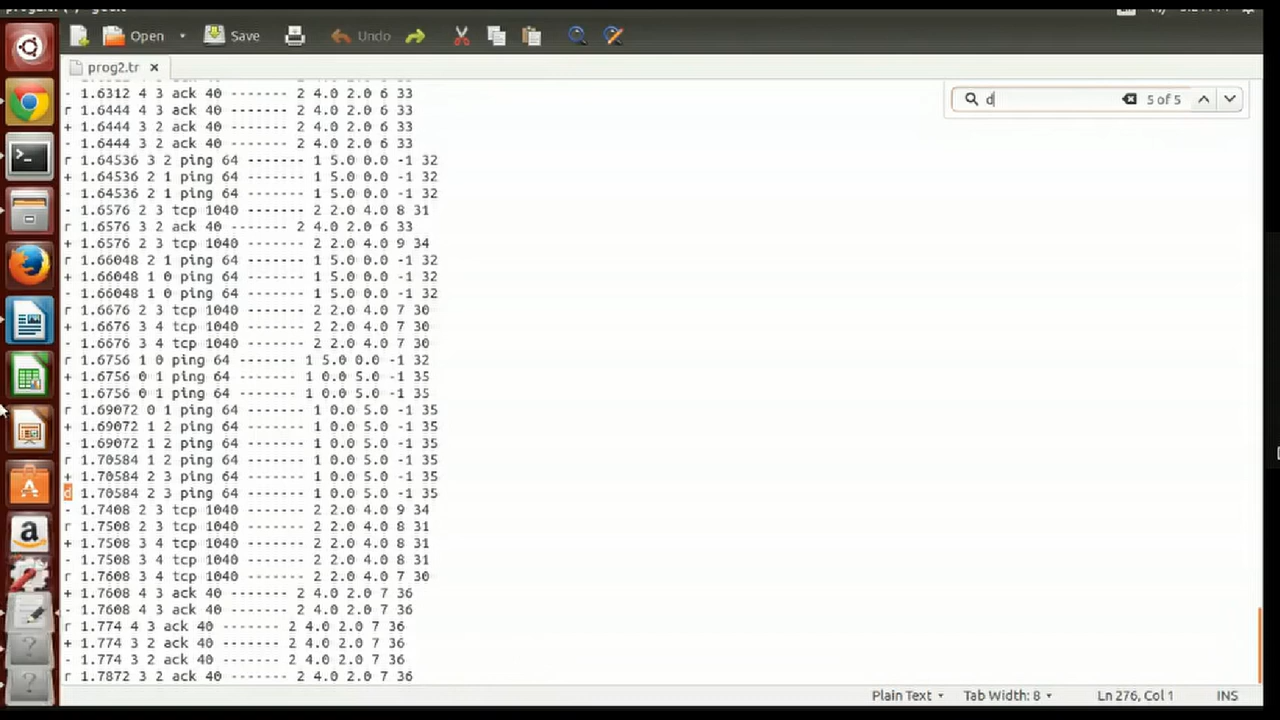 Open Save Undo
prog2.tr ×
d 5 of 5
- 1.6312 4 3 ack 40 ------- 2 4.0 2.0 6 33
r 1.6444 4 3 ack 40 ------- 2 4.0 2.0 6 33
+ 1.6444 3 2 ack 40 ------- 2 4.0 2.0 6 33
- 1.6444 3 2 ack 40 ------- 2 4.0 2.0 6 33
r 1.64536 3 2 ping 64 ------- 1 5.0 0.0 -1 32
+ 1.64536 2 1 ping 64 ------- 1 5.0 0.0 -1 32
- 1.64536 2 1 ping 64 ------- 1 5.0 0.0 -1 32
- 1.6576 2 3 tcp 1040 ------- 2 2.0 4.0 8 31
r 1.6576 3 2 ack 40 ------- 2 4.0 2.0 6 33
+ 1.6576 2 3 tcp 1040 ------- 2 2.0 4.0 9 34
r 1.66048 2 1 ping 64 ------- 1 5.0 0.0 -1 32
+ 1.66048 1 0 ping 64 ------- 1 5.0 0.0 -1 32
- 1.66048 1 0 ping 64 ------- 1 5.0 0.0 -1 32
r 1.6676 2 3 tcp 1040 ------- 2 2.0 4.0 7 30
+ 1.6676 3 4 tcp 1040 ------- 2 2.0 4.0 7 30
- 1.6676 3 4 tcp 1040 ------- 2 2.0 4.0 7 30
r 1.6756 1 0 ping 64 ------- 1 5.0 0.0 -1 32
+ 1.6756 0 1 ping 64 ------- 1 0.0 5.0 -1 35
- 1.6756 0 1 ping 64 ------- 1 0.0 5.0 -1 35
r 1.69072 0 1 ping 64 ------- 1 0.0 5.0 -1 35
+ 1.69072 1 2 ping 64 ------- 1 0.0 5.0 -1 35
- 1.69072 1 2 ping 64 ------- 1 0.0 5.0 -1 35
r 1.70584 1 2 ping 64 ------- 1 0.0 5.0 -1 35
+ 1.70584 2 3 ping 64 ------- 1 0.0 5.0 -1 35
d 1.70584 2 3 ping 64 ------- 1 0.0 5.0 -1 35
- 1.7408 2 3 tcp 1040 ------- 2 2.0 4.0 9 34
r 1.7508 2 3 tcp 1040 ------- 2 2.0 4.0 8 31
+ 1.7508 3 4 tcp 1040 ------- 2 2.0 4.0 8 31
- 1.7508 3 4 tcp 1040 ------- 2 2.0 4.0 8 31
r 1.7608 3 4 tcp 1040 ------- 2 2.0 4.0 7 30
+ 1.7608 4 3 ack 40 ------- 2 4.0 2.0 7 36
- 1.7608 4 3 ack 40 ------- 2 4.0 2.0 7 36
r 1.774 4 3 ack 40 ------- 2 4.0 2.0 7 36
+ 1.774 3 2 ack 40 ------- 2 4.0 2.0 7 36
- 1.774 3 2 ack 40 ------- 2 4.0 2.0 7 36
r 1.7872 3 2 ack 40 ------- 2 4.0 2.0 7 36
Plain Text Tab Width: 8 Ln 276, Col 1 INS